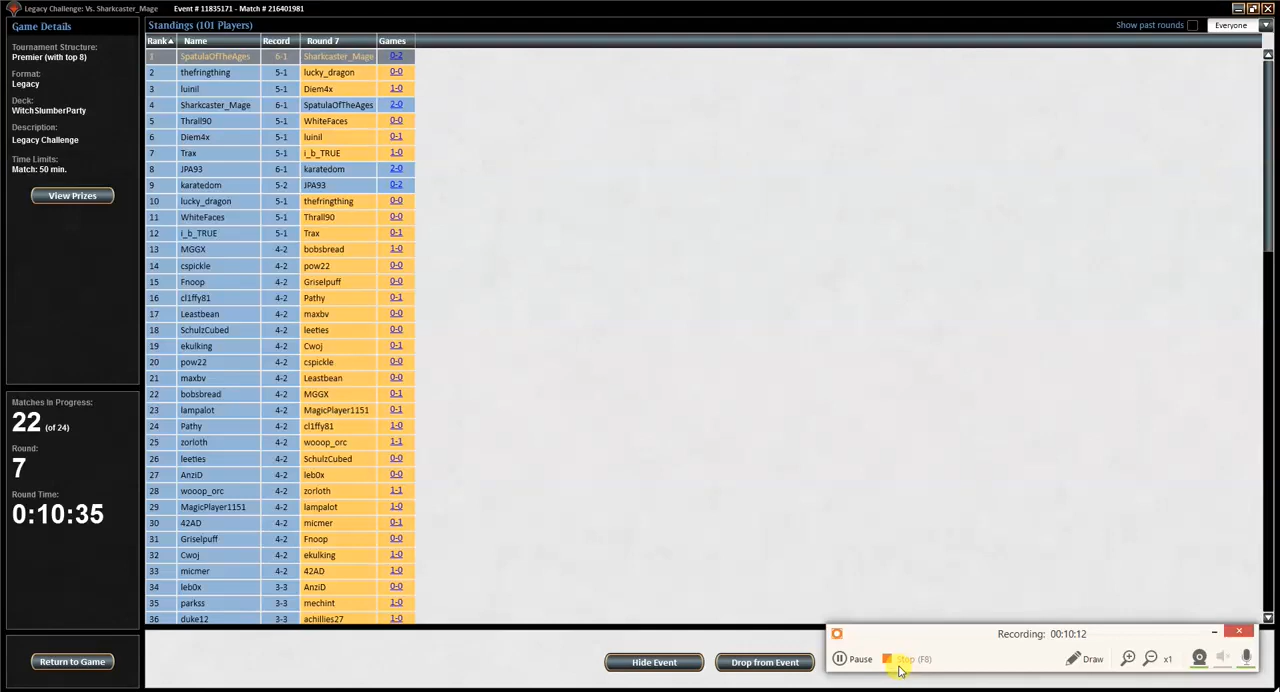 Legacy Challenge: Vs. Sharkcaster_Mage Event # 11835171 - Match # 216401981
Game Details
Tournament Structure:
Premier (with top 8)
Format:
Legacy
Deck:
WitchSlumberParty
Description:
Legacy Challenge
Time Limits:
Match: 50 min.
View Prizes
Matches In Progress:
22 (of 24)
Round:
7
Round Time:
0:10:35
Return to Game
Standings (101 Players) Show past rounds Everyone
Rank Name Record Round 7 Games
1 SpatulaOfTheAges 6-1 Sharkcaster_Mage 0-2
2 thefringthing 5-1 lucky_dragon 0-0
3 luinil 5-1 Diem4x 1-0
4 Sharkcaster_Mage 6-1 SpatulaOfTheAges 2-0
5 Thrall90 5-1 WhiteFaces 0-0
6 Diem4x 5-1 luinil 0-1
7 Trax 5-1 i_b_TRUE 1-0
8 JPA93 6-1 karatedom 2-0
9 karatedom 5-2 JPA93 0-2
10 lucky_dragon 5-1 thefringthing 0-0
11 WhiteFaces 5-1 Thrall90 0-0
12 i_b_TRUE 5-1 Trax 0-1
13 MGGX 4-2 bobsbread 1-0
14 cspickle 4-2 pow22 0-0
15 Fnoop 4-2 Griselpuff 0-0
16 cl1ffy81 4-2 Pathy 0-1
17 Leastbean 4-2 maxbv 0-0
18 SchulzCubed 4-2 leeties 0-0
19 ekulking 4-2 Cwoj 0-1
20 pow22 4-2 cspickle 0-0
21 maxbv 4-2 Leastbean 0-0
22 bobsbread 4-2 MGGX 0-1
23 lampalot 4-2 MagicPlayer1151 0-1
24 Pathy 4-2 cl1ffy81 1-0
25 zorloth 4-2 wooop_orc 1-1
26 leeties 4-2 SchulzCubed 0-0
27 AnziD 4-2 leb0x 0-0
28 wooop_orc 4-2 zorloth 1-1
29 MagicPlayer1151 4-2 lampalot 1-0
30 42AD 4-2 micmer 0-1
31 Griselpuff 4-2 Fnoop 0-0
32 Cwoj 4-2 ekulking 1-0
33 micmer 4-2 42AD 1-0
34 leb0x 3-3 AnziD 0-0
35 parkss 3-3 mechint 1-0
36 duke12 3-3 achillies27 1-0
Hide Event Drop from Event
Recording: 00:10:12
Pause Stop (F8) Draw x1